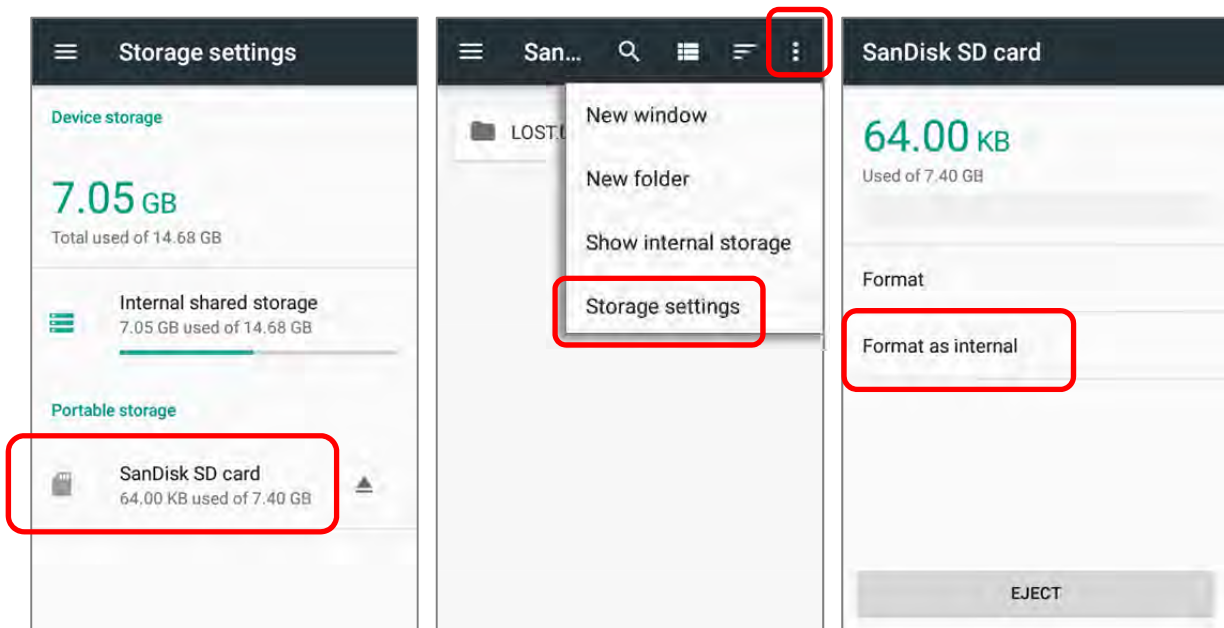 Storage settings
Device storage
7.05 GB
Total used of 14.68 GB
Internal shared storage
7.05 GB used of 14.68 GB
Portable storage
SanDisk SD card
64.00 KB used of 7.40 GB
San...
LOST.
New window
New folder
Show internal storage
Storage settings
SanDisk SD card
64.00 KB
Used of 7.40 GB
Format
Format as internal
EJECT